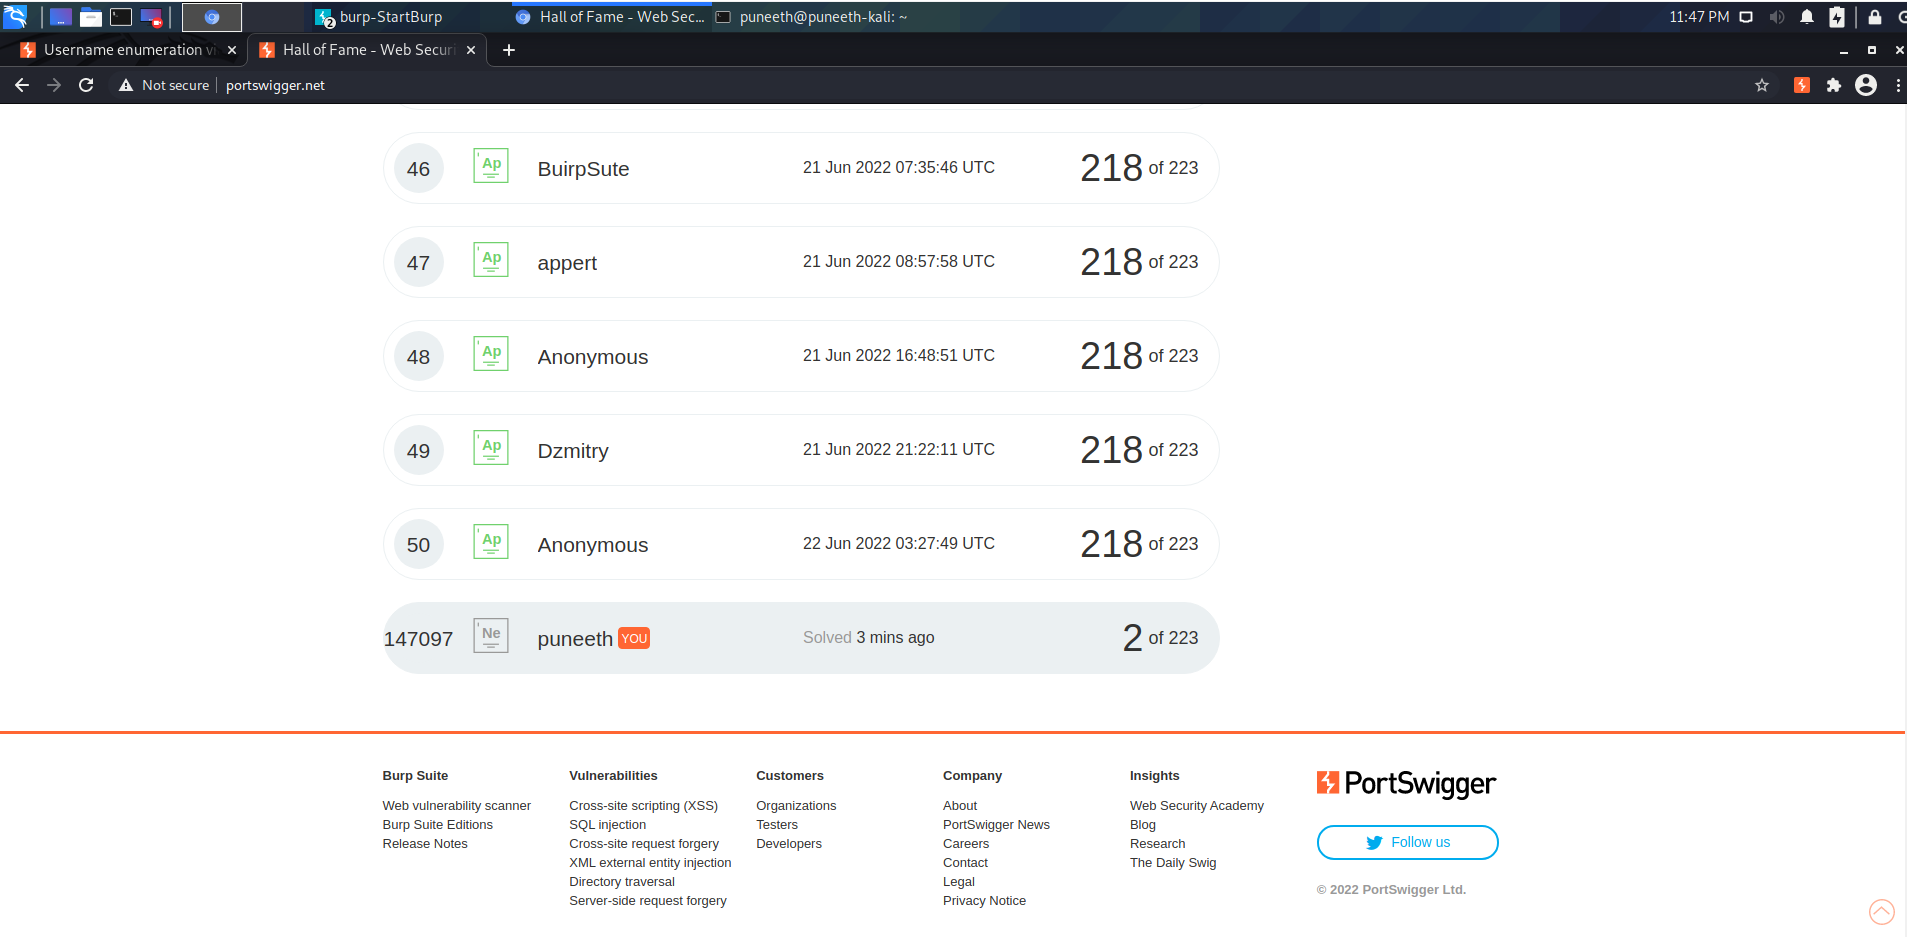 burp-StartBurp
Hall of Fame - Web Sec...
puneeth@puneeth-kali: ~
11:47 PM
2
Username enumeration vi
Hall of Fame - Web Securi
Not secure
portswigger.net
46 Ap BuirpSute 21 Jun 2022 07:35:46 UTC 218 of 223
47 Ap appert 21 Jun 2022 08:57:58 UTC 218 of 223
48 Ap Anonymous 21 Jun 2022 16:48:51 UTC 218 of 223
49 Ap Dzmitry 21 Jun 2022 21:22:11 UTC 218 of 223
50 Ap Anonymous 22 Jun 2022 03:27:49 UTC 218 of 223
147097 Ne puneeth YOU Solved 3 mins ago 2 of 223
Burp Suite
Web vulnerability scanner
Burp Suite Editions
Release Notes
Vulnerabilities
Cross-site scripting (XSS)
SQL injection
Cross-site request forgery
XML external entity injection
Directory traversal
Server-side request forgery
Customers
Organizations
Testers
Developers
Company
About
PortSwigger News
Careers
Contact
Legal
Privacy Notice
Insights
Web Security Academy
Blog
Research
The Daily Swig
PortSwigger
Follow us
© 2022 PortSwigger Ltd.